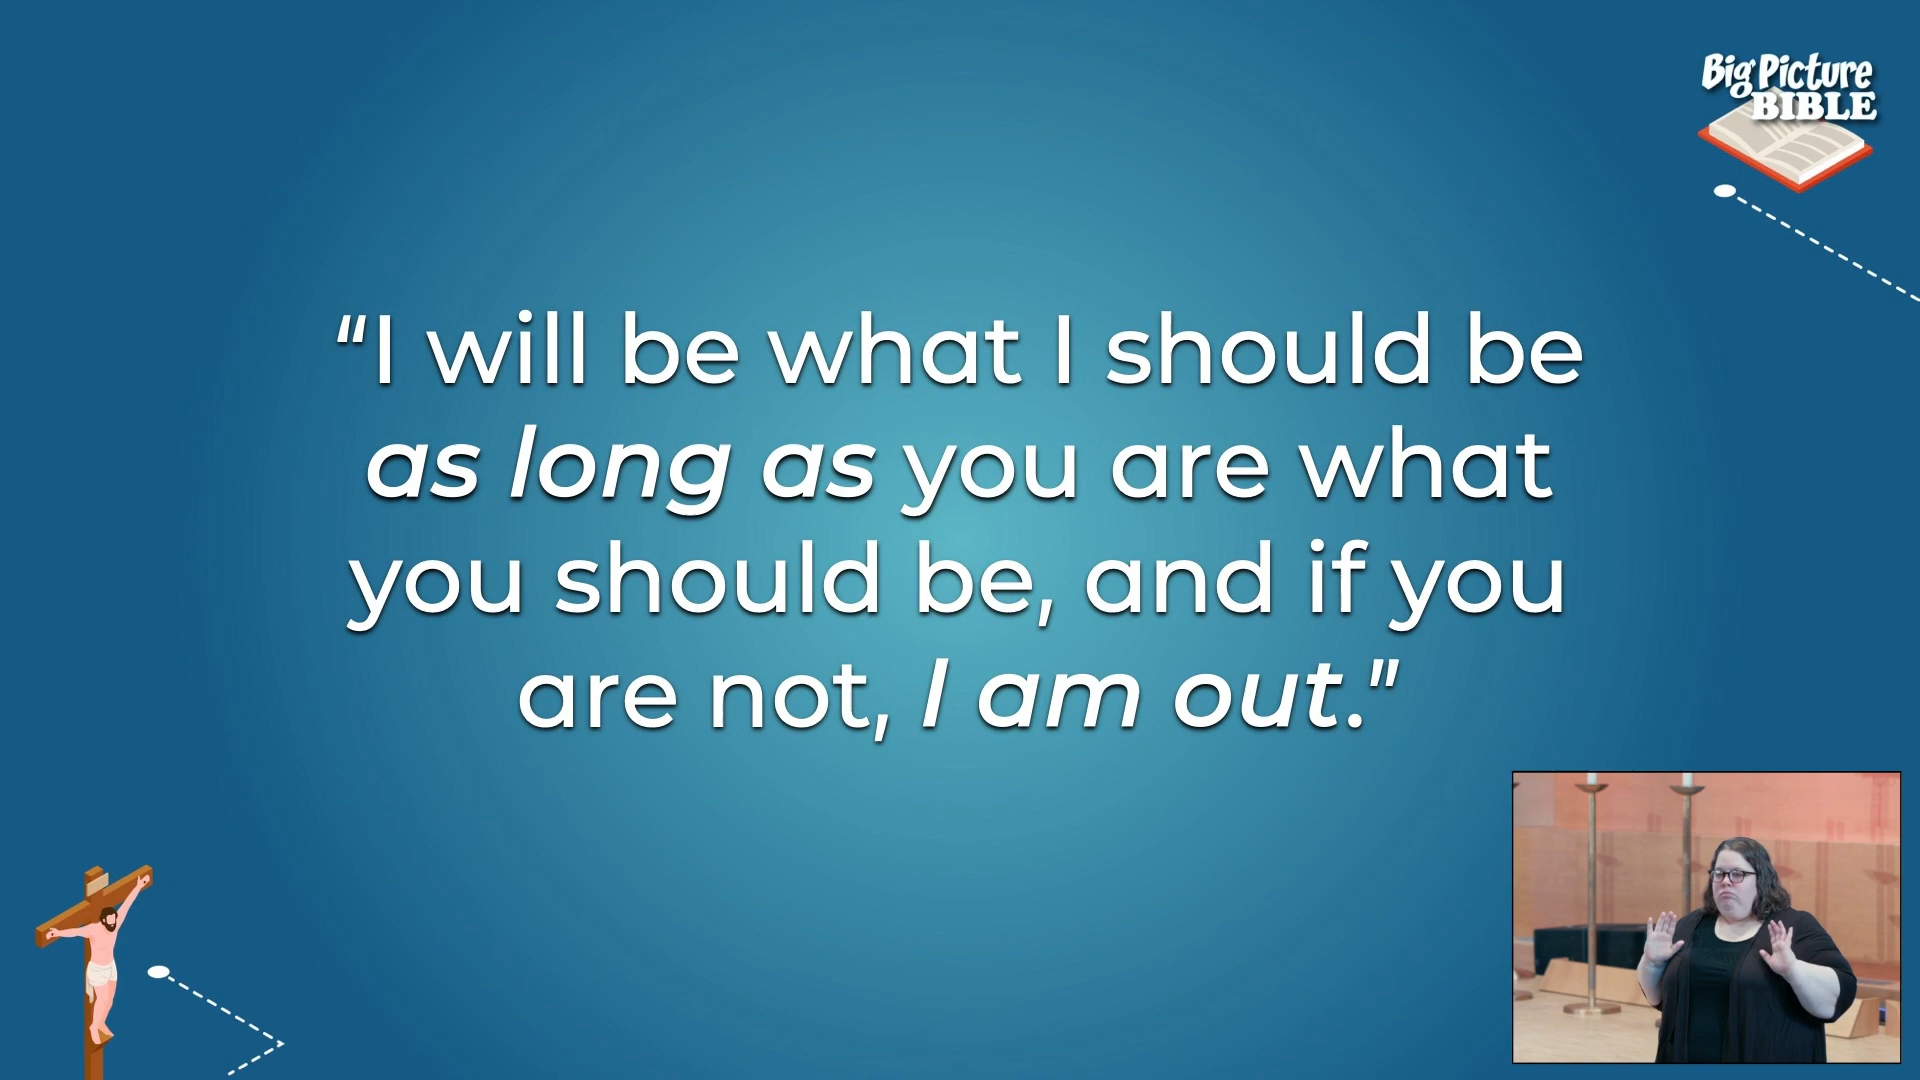 Big Picture
BIBLE
“I will be what I should be
as long as you are what
you should be, and if you
are not, I am out.”